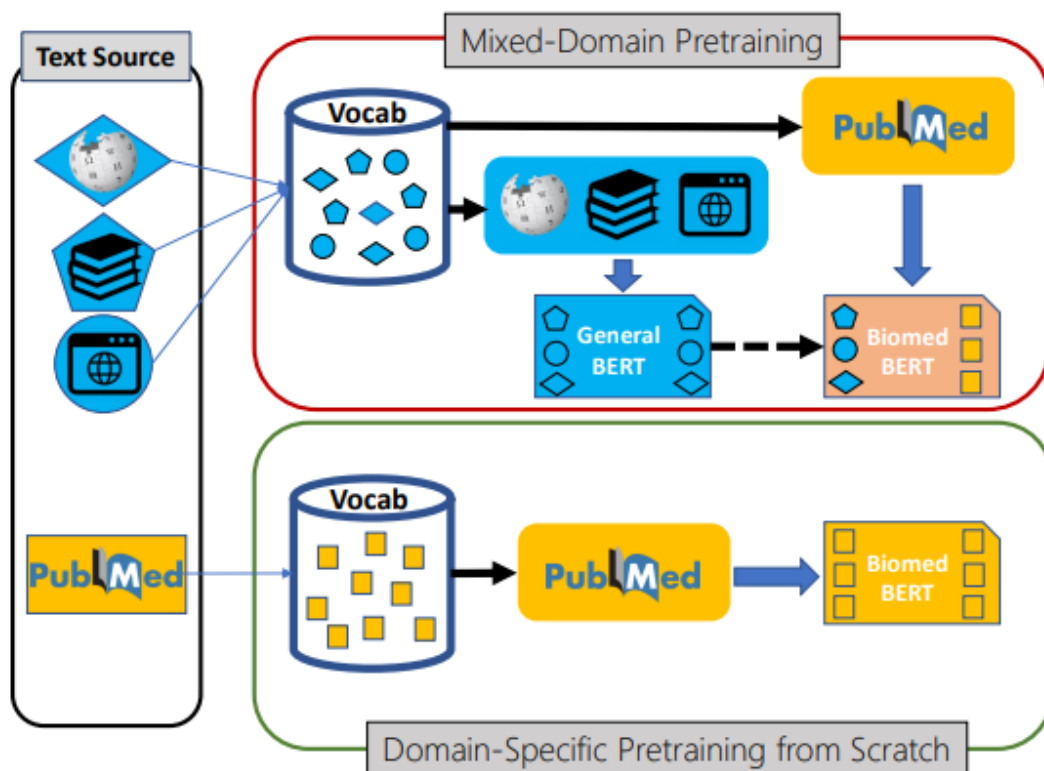 Text Source
PubMed
Mixed-Domain Pretraining
Vocab
PubMed
General
BERT
Biomed
BERT
Vocab
PubMed
Biomed
BERT
Domain-Specific Pretraining from Scratch